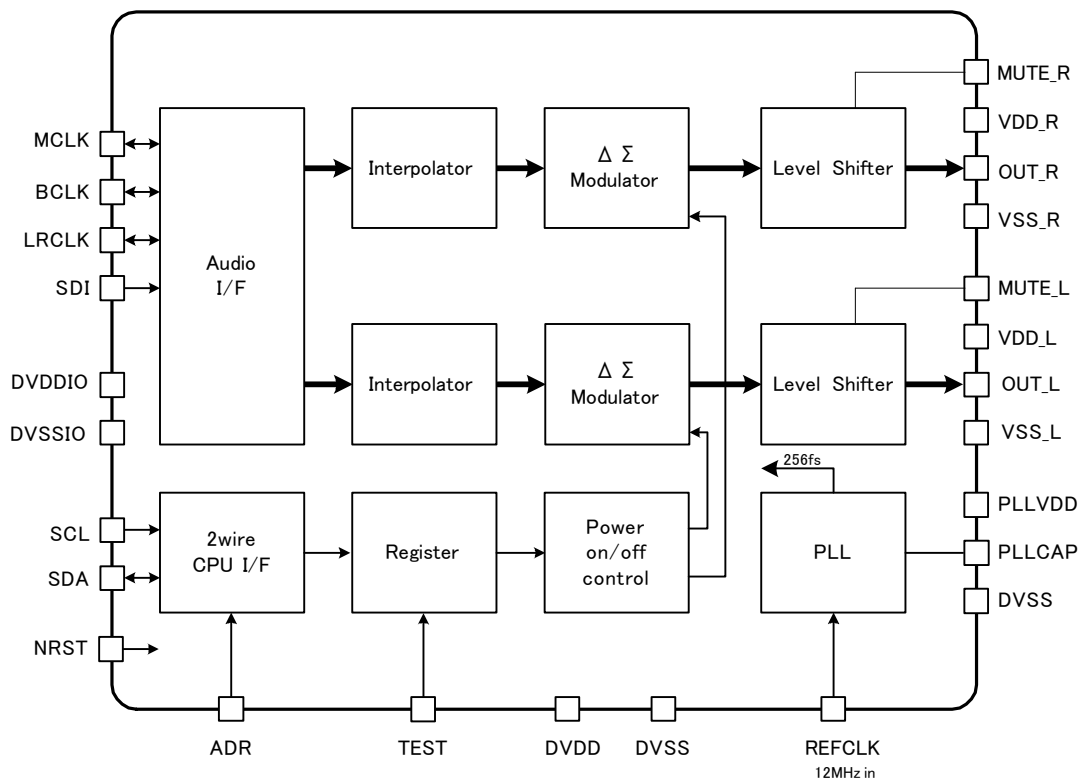 MUTE_R
VDD_R
OUT_R
VSS_R
MUTE_L
VDD_L
OUT_L
VSS_L
PLLVDD
PLLCAP
DVSS
MCLK
BCLK
LRCLK
SDI
DVDDIO
DVSSIO
SCL
SDA
NRST
Audio
I/F
Interpolator
Δ Σ
Modulator
Level Shifter
Interpolator
Δ Σ
Modulator
Level Shifter
256fs
2wire
CPU I/F
Register
Power
on/off
control
PLL
ADR
TEST
DVDD
DVSS
REFCLK
12MHz in